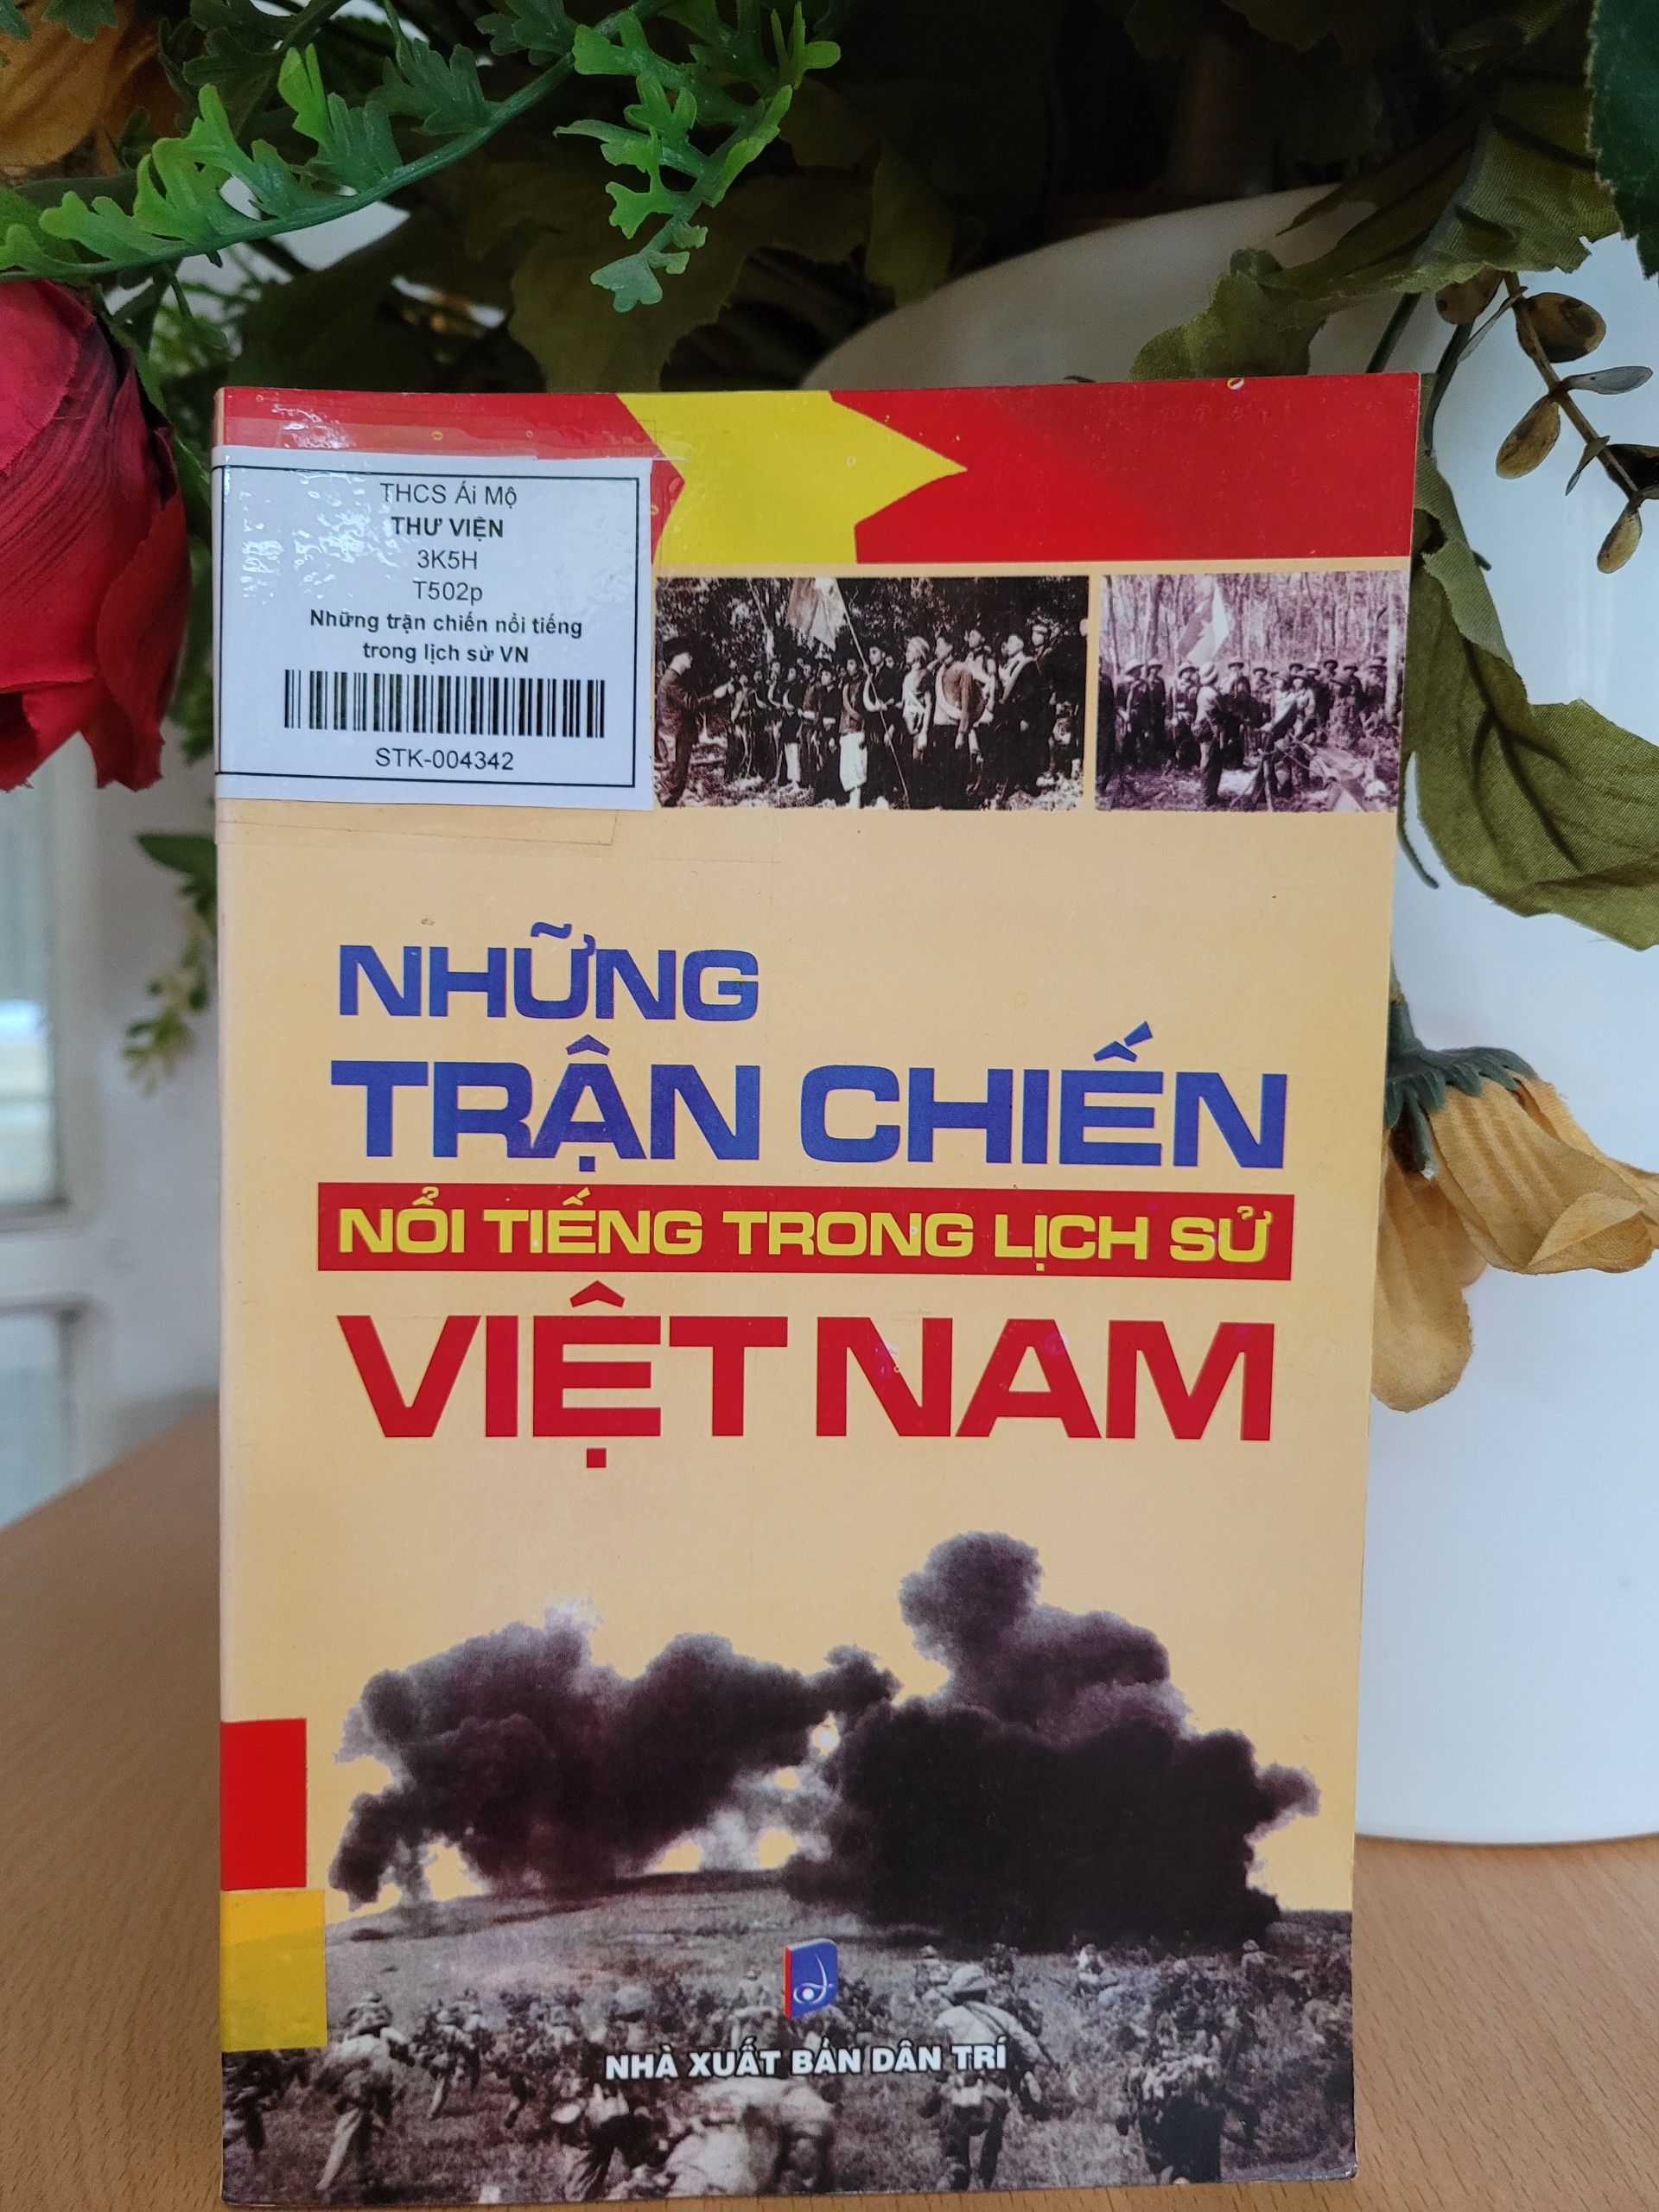 THCS Ái Mộ
THƯ VIỆN
3K5H
T502p
Những trận chiến nổi tiếng
trong lịch sử VN
STK-004342
NHỮNG
TRẬN CHIẾN
NỔI TIẾNG TRONG LỊCH SỬ
VIỆT NAM
NHÀ XUẤT BẢN DÂN TRÍ